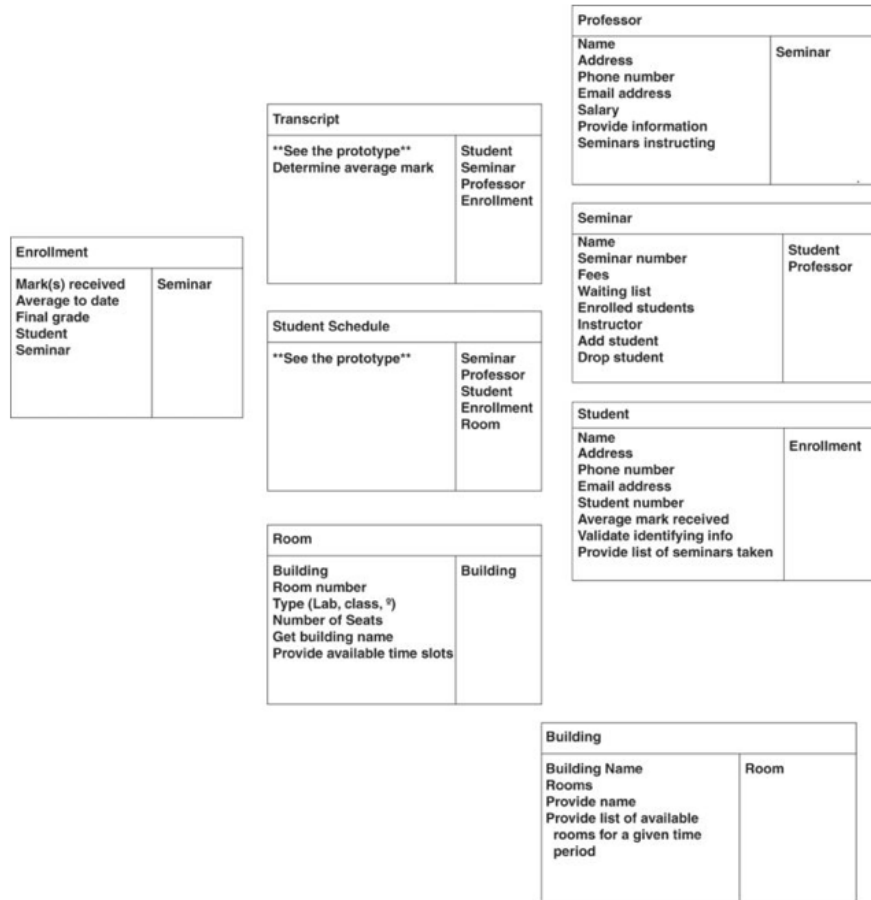 Professor
Name
Address
Phone number
Email address
Salary
Provide information
Seminars instructing
Seminar
Transcript
**See the prototype**
Determine average mark
Student
Seminar
Professor
Enrollment
Seminar
Name
Seminar number
Fees
Waiting list
Enrolled students
Instructor
Add student
Drop student
Student
Professor
Enrollment
Mark(s) received
Average to date
Final grade
Student
Seminar
Seminar
Student Schedule
**See the prototype**
Seminar
Professor
Student
Enrollment
Room
Student
Name
Address
Phone number
Email address
Student number
Average mark received
Validate identifying info
Provide list of seminars taken
Enrollment
Room
Building
Room number
Type (Lab, class, º)
Number of Seats
Get building name
Provide available time slots
Building
Building
Building Name
Rooms
Provide name
Provide list of available
rooms for a given time
period
Room